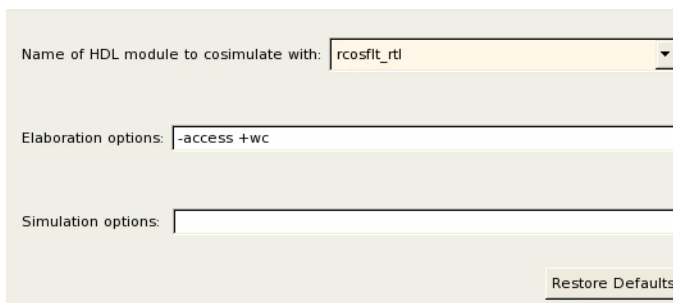 Name of HDL module to cosimulate with: rcosflt_rtl
Elaboration options: -access +wc
Simulation options:
Restore Defaults